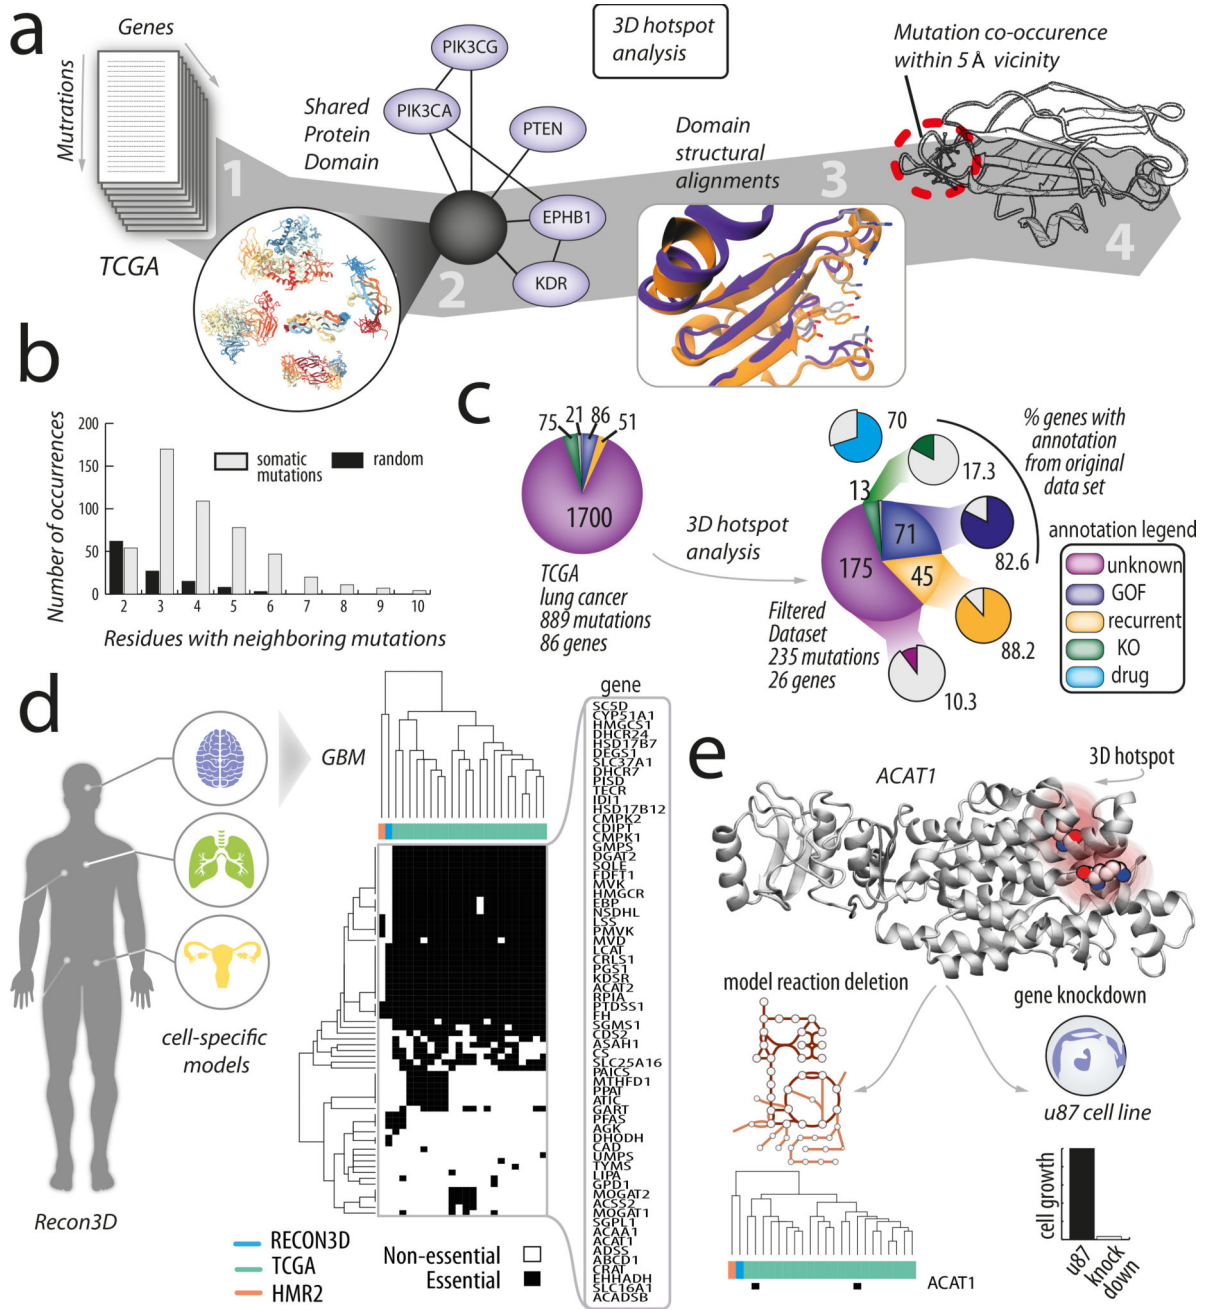 a
Genes
Mutrations
TCGA
1
Shared
Protein
Domain
PIK3CG
PIK3CA
PTEN
EPHB1
KDR
2
3D hotspot
analysis
Domain
structural
alignments
3
Mutation co-occurence
within 5 Å vicinity
4
b
Number of occurrences
200
150
100
50
0
somatic
mutations
random
2 3 4 5 6 7 8 9 10
Residues with neighboring mutations
c
75 21 86 51
1700
TCGA
lung cancer
889 mutations
86 genes
3D hotspot
analysis
70
17.3
13
71
82.6
175
45
88.2
10.3
Filtered
Dataset
235 mutations
26 genes
% genes with
annotation
from original
data set
annotation legend
unknown
GOF
recurrent
KO
drug
d
Recon3D
cell-specific
models
GBM
gene
SC5D
CYP51A1
HMGCS1
DHCR24
HSD17B7
DEGS1
SLC37A1
DHCR7
PISD
TECR
IDI1
HSD17B12
CMPK2
CDIPT
CMPK1
GMPS
DGAT2
SQLE
FDFT1
MVK
HMGCR
EBP
NSDHL
LSS
PMVK
MVD
LCAT
CRLS1
PGS1
KDSR
ACAT2
RPIA
PTDSS1
FH
SGMS1
CDS2
ASAH1
CS
SLC25A16
PAICS
MTHFD1
PPAT
ATIC
GART
PFAS
AGK
DHODH
CAD
UMPS
TYMS
LIPA
GPD1
MOGAT2
ACSS2
MOGAT1
SGPL1
ACAA1
ACAT1
ADSS
ABCD1
CRAT
EHHADH
SLC16A1
ACADSB
RECON3D
TCGA
HMR2
Non-essential
Essential
e
ACAT1
3D hotspot
model reaction deletion
gene knockdown
u87 cell line
cell growth
u87
knock
down
ACAT1